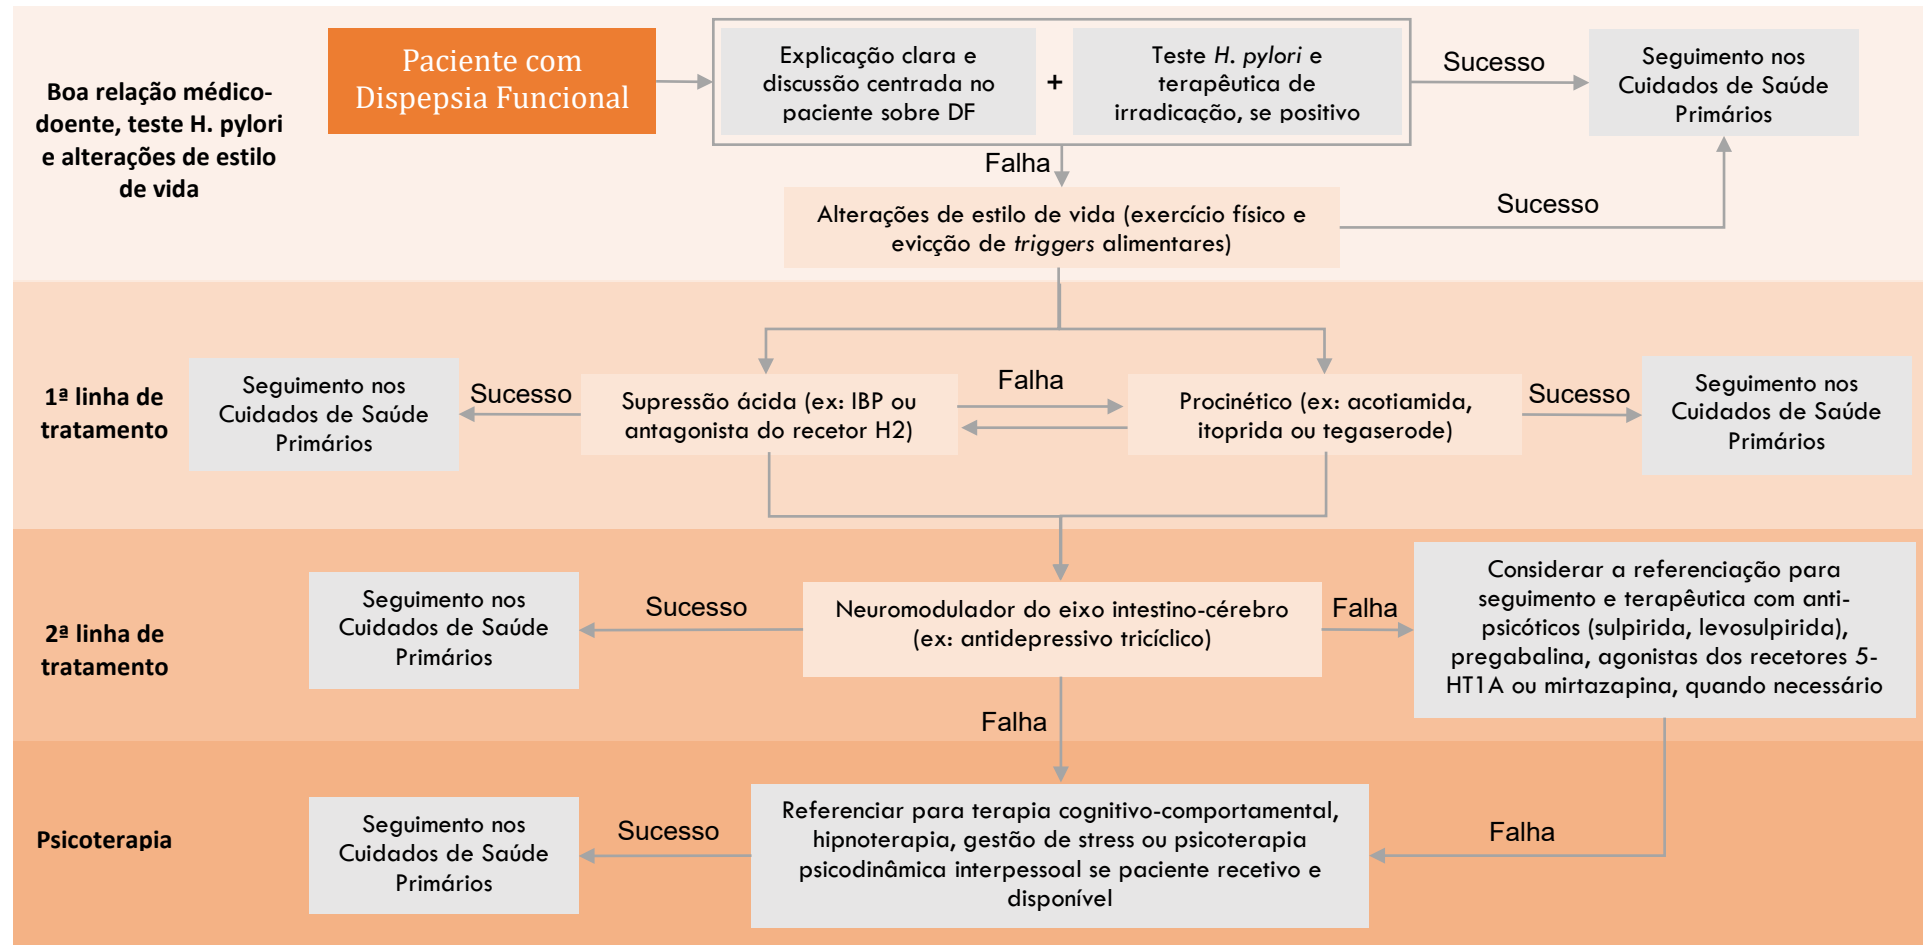 Boa relação médico-
doente, teste H. pylori
e alterações de estilo
de vida
Paciente com
Dispepsia Funcional
Explicação clara e
discussão centrada no
paciente sobre DF
+
Teste H. pylori e
terapêutica de
irradicação, se positivo
Sucesso
Seguimento nos
Cuidados de Saúde
Primários
Falha
Alterações de estilo de vida (exercício físico e
evicção de triggers alimentares)
Sucesso
1ª linha de
tratamento
Seguimento nos
Cuidados de Saúde
Primários
Sucesso
Supressão ácida (ex: IBP ou
antagonista do recetor H2)
Falha
Procinético (ex: acotiamida,
itoprida ou tegaserode)
Sucesso
Seguimento nos
Cuidados de Saúde
Primários
2ª linha de
tratamento
Seguimento nos
Cuidados de Saúde
Primários
Sucesso
Neuromodulador do eixo intestino-cérebro
(ex: antidepressivo tricíclico)
Falha
Considerar a referenciação para
seguimento e terapêutica com anti-
psicóticos (sulpirida, levosulpirida),
pregabalina, agonistas dos recetores 5-
HT1A ou mirtazapina, quando necessário
Falha
Psicoterapia
Seguimento nos
Cuidados de Saúde
Primários
Sucesso
Referenciar para terapia cognitivo-comportamental,
hipnoterapia, gestão de stress ou psicoterapia
psicodinâmica interpessoal se paciente recetivo e
disponível
Falha